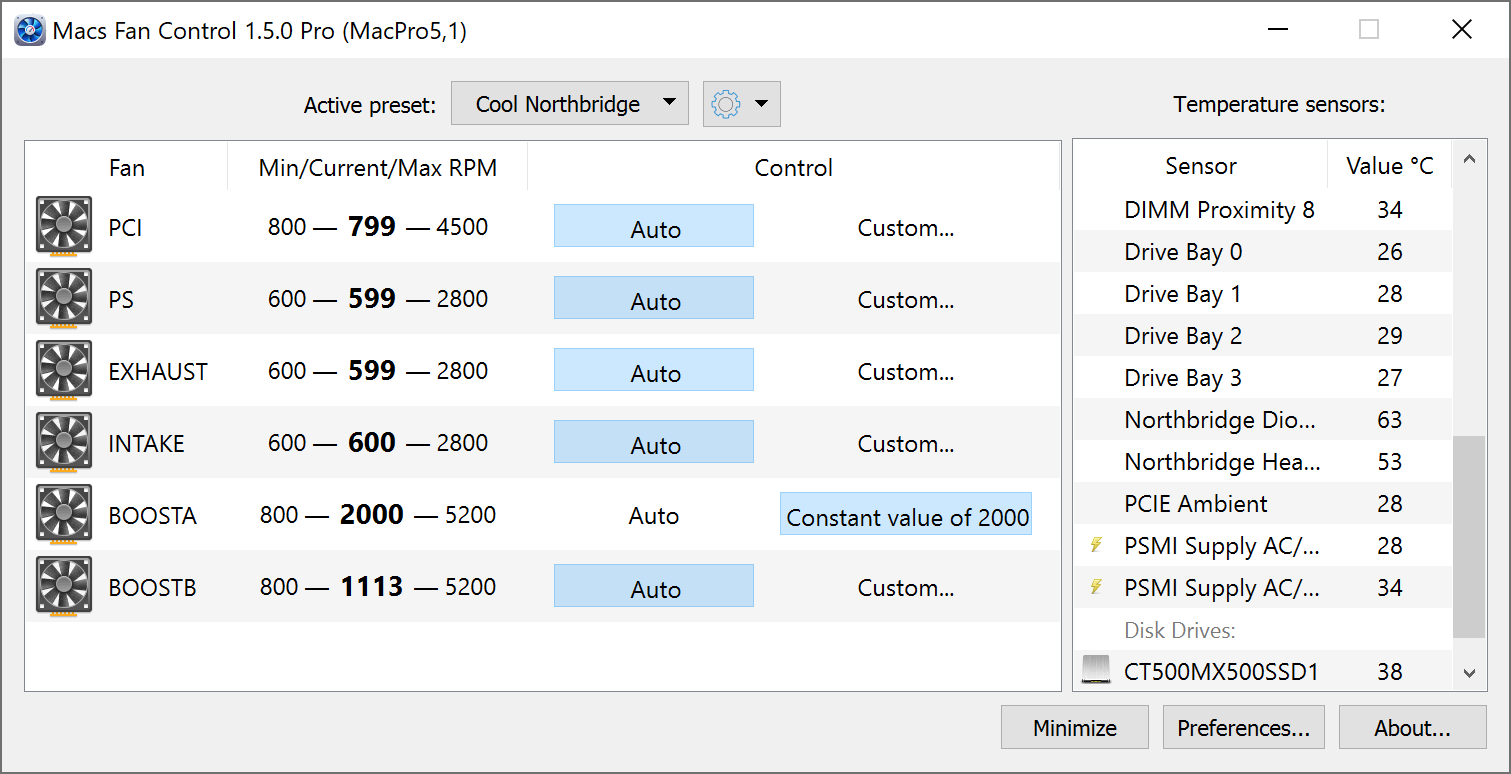 Macs Fan Control 1.5.0 Pro (MacPro5,1)
Active preset: Cool Northbridge
Temperature sensors:
Fan Min/Current/Max RPM Control
PCI 800 — 799 — 4500 Auto Custom...
PS 600 — 599 — 2800 Auto Custom...
EXHAUST 600 — 599 — 2800 Auto Custom...
INTAKE 600 — 600 — 2800 Auto Custom...
BOOSTA 800 — 2000 — 5200 Auto Constant value of 2000
BOOSTB 800 — 1113 — 5200 Auto Custom...
Sensor Value °C
DIMM Proximity 8 34
Drive Bay 0 26
Drive Bay 1 28
Drive Bay 2 29
Drive Bay 3 27
Northbridge Dio... 63
Northbridge Hea... 53
PCIE Ambient 28
PSMI Supply AC/... 28
PSMI Supply AC/... 34
Disk Drives:
CT500MX500SSD1 38
Minimize Preferences... About...